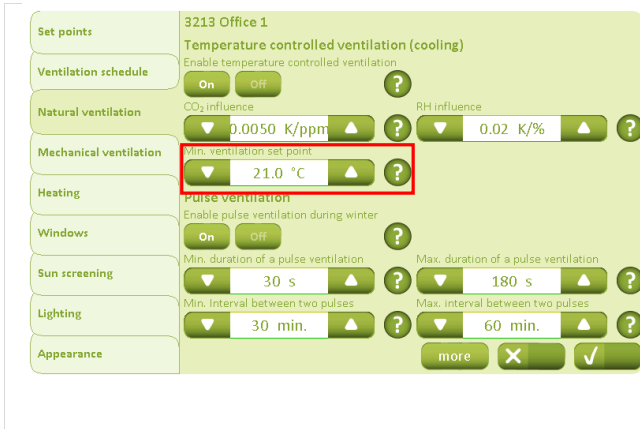 3213 Office 1
Set points
Temperature controlled ventilation (cooling)
Enable temperature controlled ventilation
Ventilation schedule
On Off ?
Natural ventilation
CO₂ influence RH influence
0.0050 K/ppm ? 0.02 K/% ?
Mechanical ventilation
Min. ventilation set point
21.0 °C ?
Heating
Pulse ventilation
Enable pulse ventilation during winter
Windows
On Off ?
Min. duration of a pulse ventilation Max. duration of a pulse ventilation
Sun screening
30 s ? 180 s ?
Min. Interval between two pulses Max. interval between two pulses
Lighting
30 min. ? 60 min. ?
Appearance
more